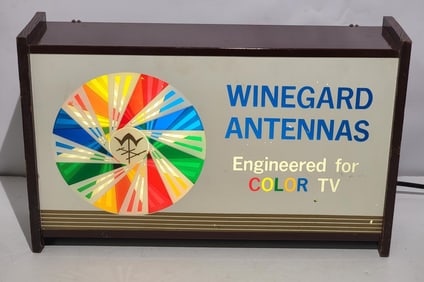 WINEGARD
ANTENNAS
Engineered for
COLOR TV